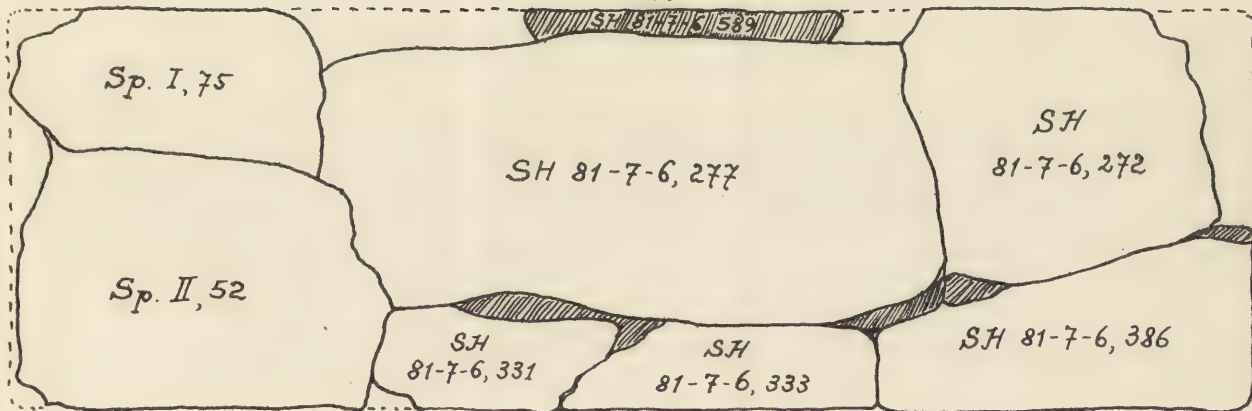 SH 81-7-6 589
Sp. I, 75
SH
81-7-6, 272
SH 81-7-6, 277
Sp. II, 52
SH
81-7-6, 331
SH
81-7-6, 333
SH 81-7-6, 386